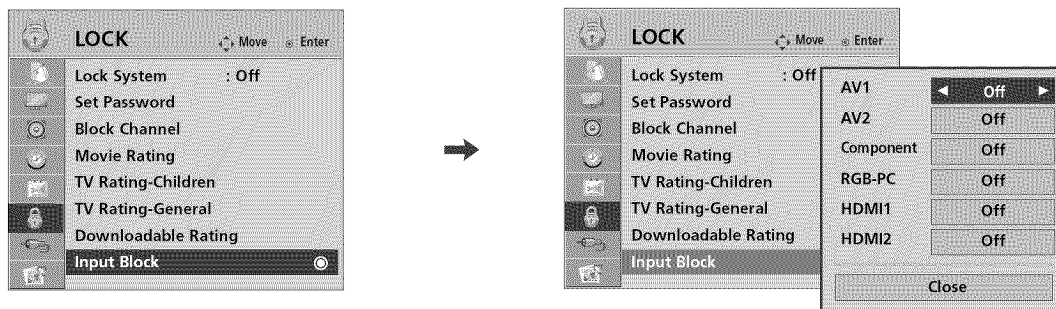 LOCK
Move
Enter
Lock System : Off
Set Password
Block Channel
Movie Rating
TV Rating-Children
TV Rating-General
Downloadable Rating
Input Block
LOCK
Move
Enter
Lock System : Off
Set Password
Block Channel
Movie Rating
TV Rating-Children
TV Rating-General
Downloadable Rating
Input Block
AV1 Off
AV2 Off
Component Off
RGB-PC Off
HDMI1 Off
HDMI2 Off
Close